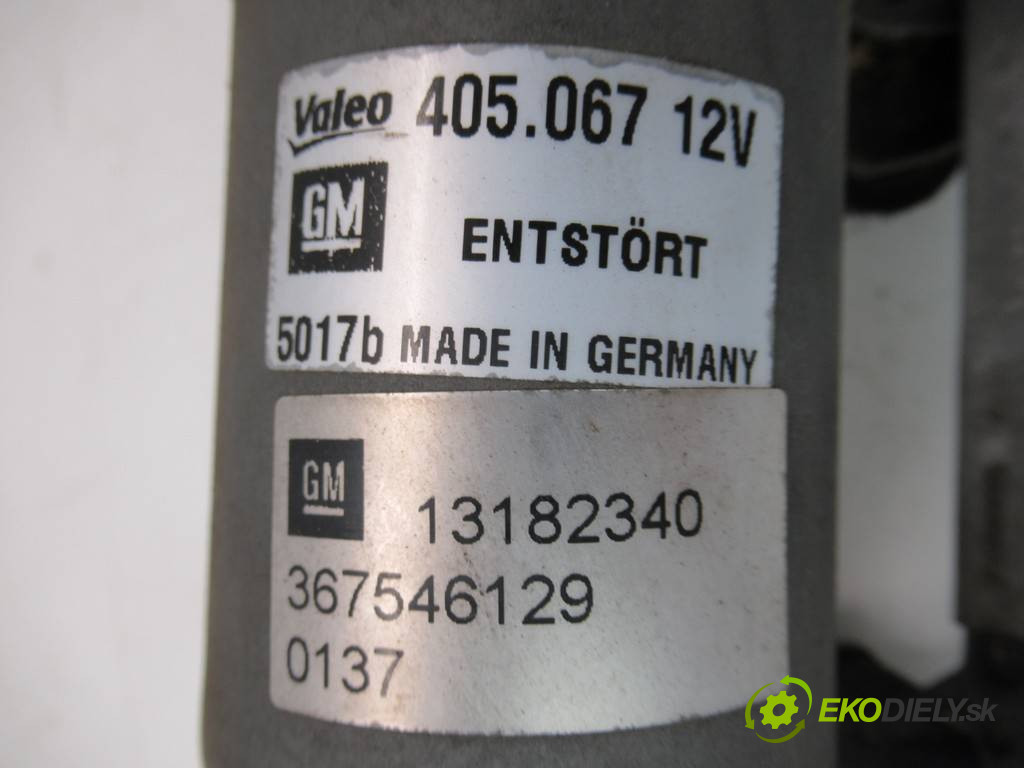 Valeo 405.067 12V
GM ENTSTÖRT
5017b MADE IN GERMANY
GM 13182340
367546129
0137
EKODIELY.sk